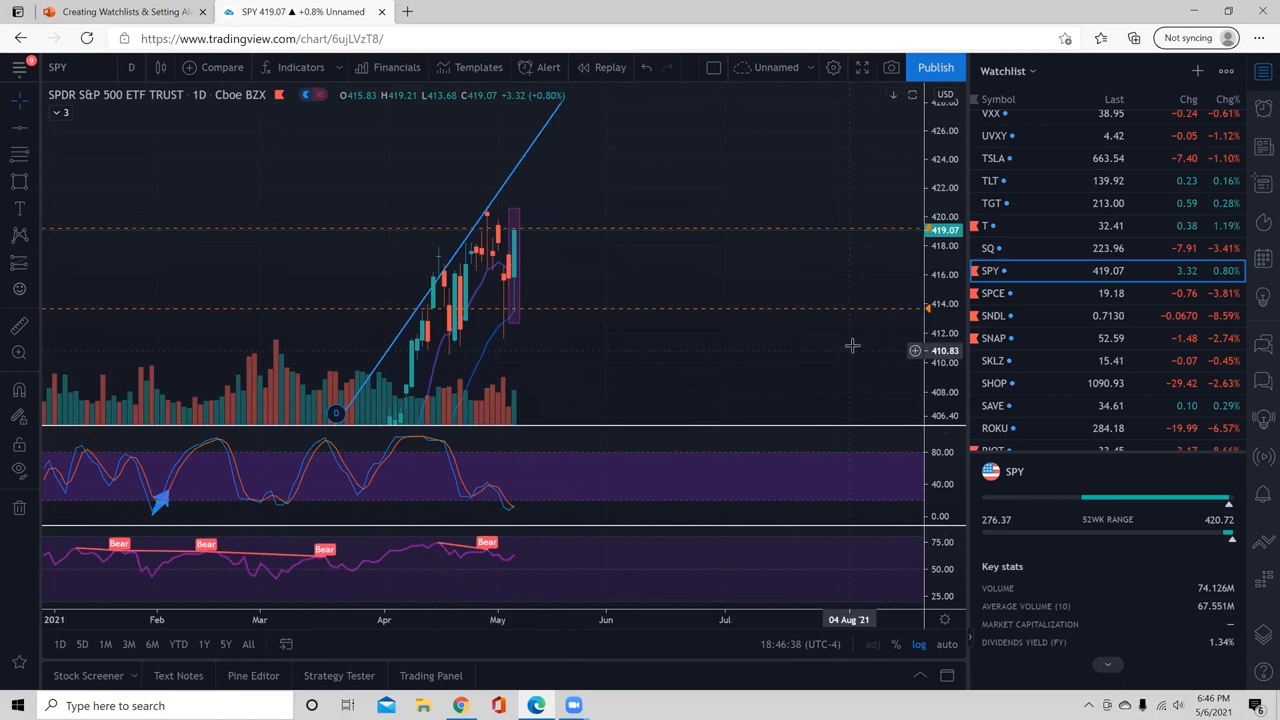 Creating Watchlists & Setting Al
SPY 419.07 ▲ +0.8% Unnamed
https://www.tradingview.com/chart/6ujLVzT8/
Not syncing
9
SPY
D
Compare
Indicators
Financials
Templates
Alert
Replay
Unnamed
Publish
SPDR S&P 500 ETF TRUST · 1D · Cboe BZX
O415.83 H419.21 L413.68 C419.07 +3.32 (+0.80%)
3
USD
428.00
426.00
424.00
422.00
420.00
419.07
418.00
416.00
414.00
412.00
410.83
410.00
408.00
406.40
D
80.00
40.00
0.00
Bear
Bear
Bear
Bear
75.00
50.00
25.00
2021
Feb
Mar
Apr
May
Jun
Jul
04 Aug '21
1D 5D 1M 3M 6M YTD 1Y 5Y All
18:46:38 (UTC-4)
adj % log auto
Stock Screener
Text Notes
Pine Editor
Strategy Tester
Trading Panel
Watchlist
Symbol Last Chg Chg%
VXX 38.95 −0.24 −0.61%
UVXY 4.42 −0.05 −1.12%
TSLA 663.54 −7.40 −1.10%
TLT 139.92 0.23 0.16%
TGT 213.00 0.59 0.28%
T 32.41 0.38 1.19%
SQ 223.96 −7.91 −3.41%
SPY 419.07 3.32 0.80%
SPCE 19.18 −0.76 −3.81%
SNDL 0.7130 −0.0670 −8.59%
SNAP 52.59 −1.48 −2.74%
SKLZ 15.41 −0.07 −0.45%
SHOP 1090.93 −29.42 −2.63%
SAVE 34.61 0.10 0.29%
ROKU 284.18 −19.99 −6.57%
SPY
276.37 52WK RANGE 420.72
Key stats
VOLUME 74.126M
AVERAGE VOLUME (10) 67.551M
MARKET CAPITALIZATION —
DIVIDENDS YIELD (FY) 1.34%
Type here to search
6:46 PM
5/6/2021
6